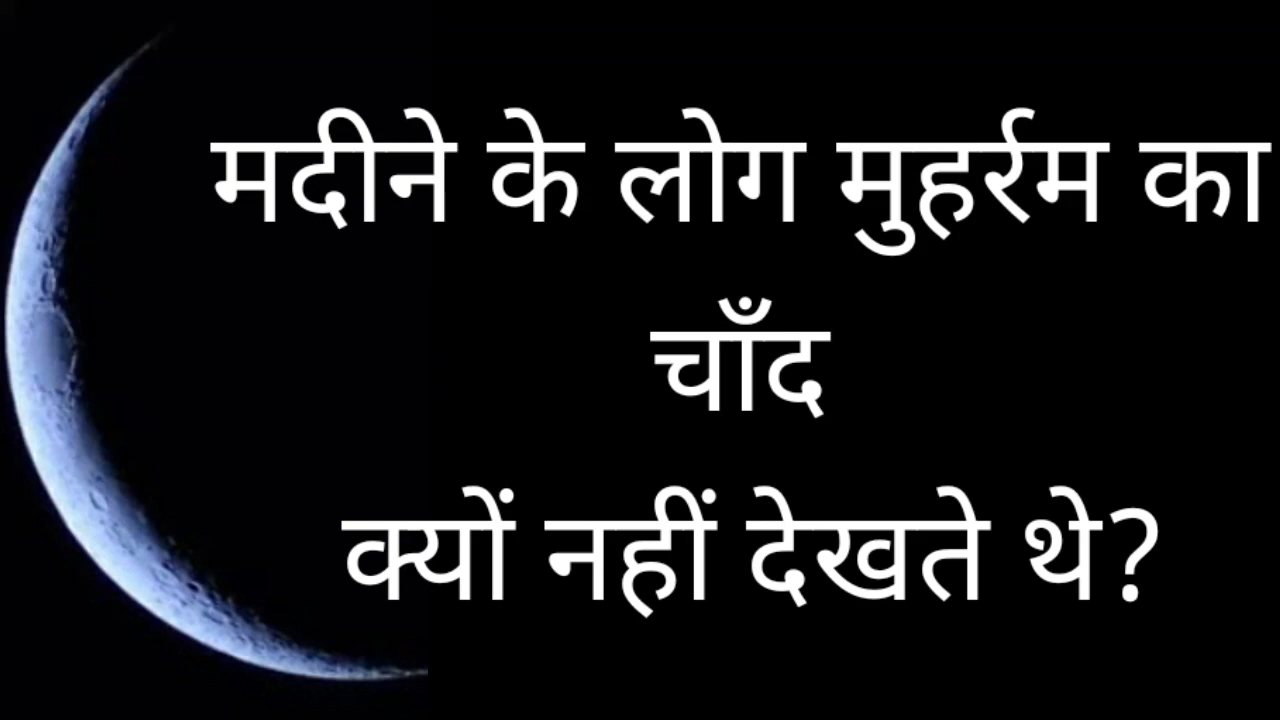 मदीने के लोग मुहर्रम का
चाँद
क्यों नहीं देखते थे?